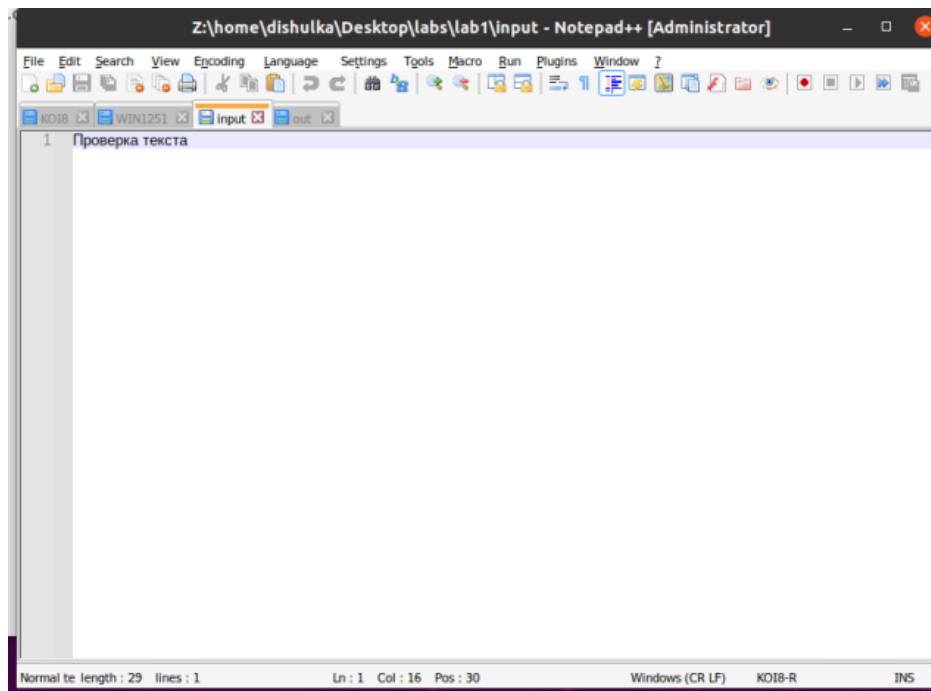 Z:\home\dishulka\Desktop\labs\lab1\input - Notepad++ [Administrator]
File Edit Search View Encoding Language Settings Tools Macro Run Plugins Window ?
KOI8 WIN1251 input out
1 Проверка текста
Normal te length : 29 lines : 1 Ln : 1 Col : 16 Pos : 30 Windows (CR LF) KOI8-R INS